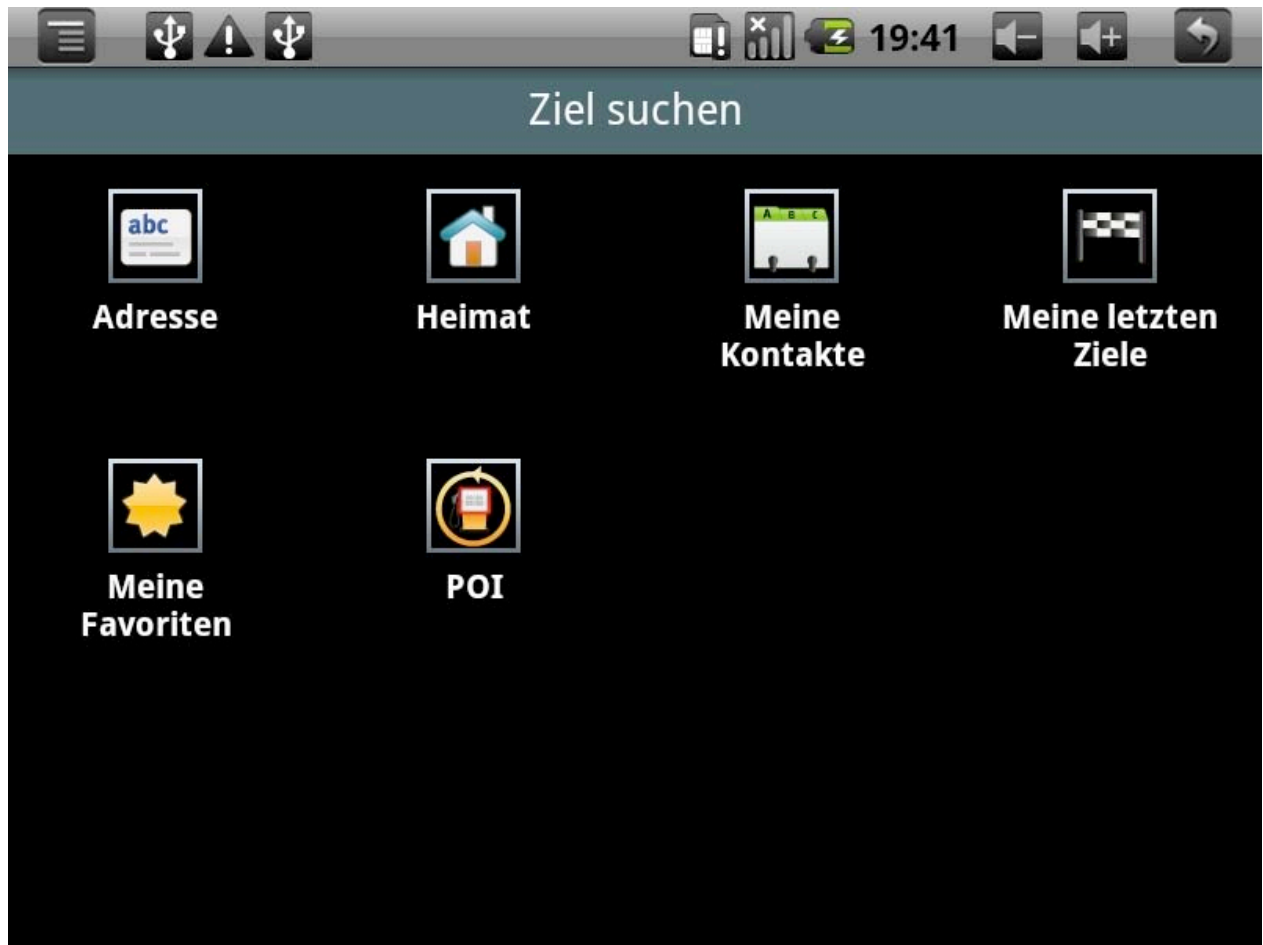 19:41
Ziel suchen
abc
A B C
Adresse
Heimat
Meine
Kontakte
Meine letzten
Ziele
Meine
Favoriten
POI